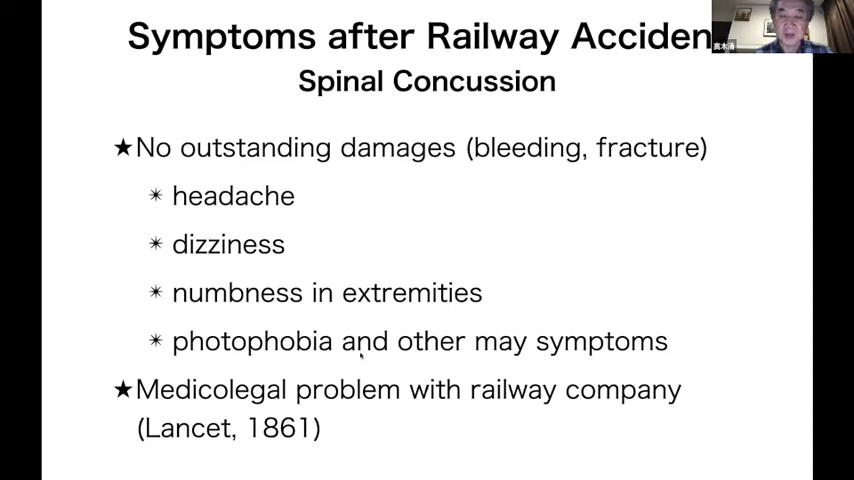 Symptoms after Railway Acciden
Spinal Concussion
★No outstanding damages (bleeding, fracture)
✴ headache
✴ dizziness
✴ numbness in extremities
✴ photophobia and other may symptoms
★Medicolegal problem with railway company
(Lancet, 1861)